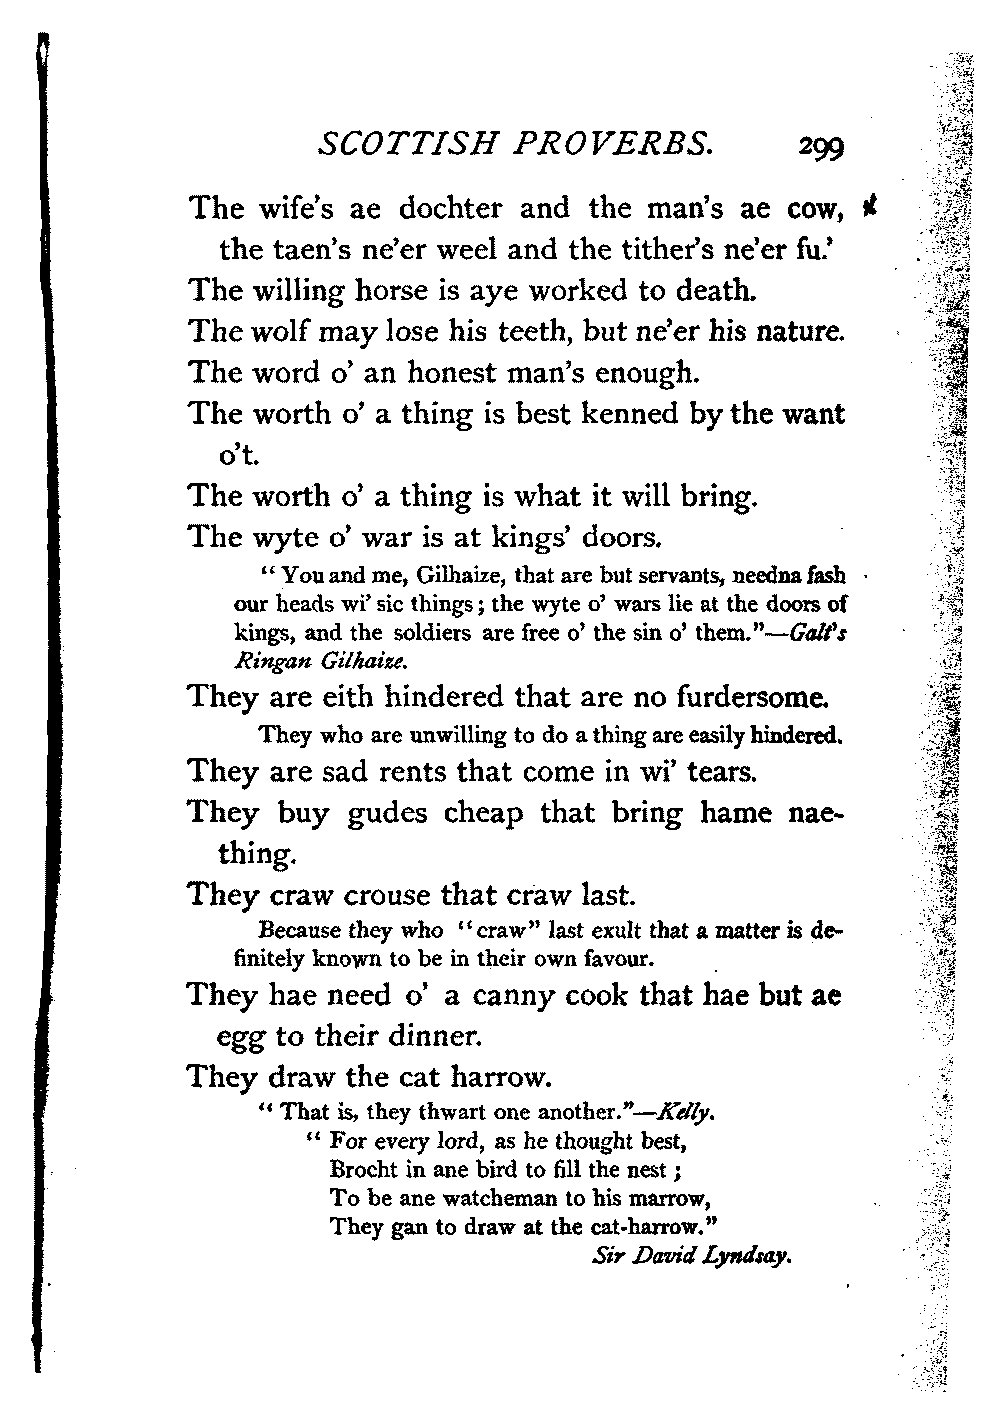 SCOTTISH PROVERBS. 299
The wife's ae dochter and the man's ae cow,
the taen's ne'er weel and the tither's ne'er fu.'
The willing horse is aye worked to death.
The wolf may lose his teeth, but ne'er his nature.
The word o' an honest man's enough.
The worth o' a thing is best kenned by the want
o't.
The worth o' a thing is what it will bring.
The wyte o' war is at kings' doors.
"You and me, Gilhaize, that are but servants, needna fash
our heads wi' sic things; the wyte o' wars lie at the doors of
kings, and the soldiers are free o' the sin o' them."—Galt's
Ringan Gilhaize.
They are eith hindered that are no furdersome.
They who are unwilling to do a thing are easily hindered.
They are sad rents that come in wi' tears.
They buy gudes cheap that bring hame nae-
thing.
They craw crouse that craw last.
Because they who "craw" last exult that a matter is de-
finitely known to be in their own favour.
They hae need o' a canny cook that hae but ae
egg to their dinner.
They draw the cat harrow.
"That is, they thwart one another."—Kelly.
"For every lord, as he thought best,
Brocht in ane bird to fill the nest;
To be ane watcheman to his marrow,
They gan to draw at the cat-harrow."
Sir David Lyndsay.